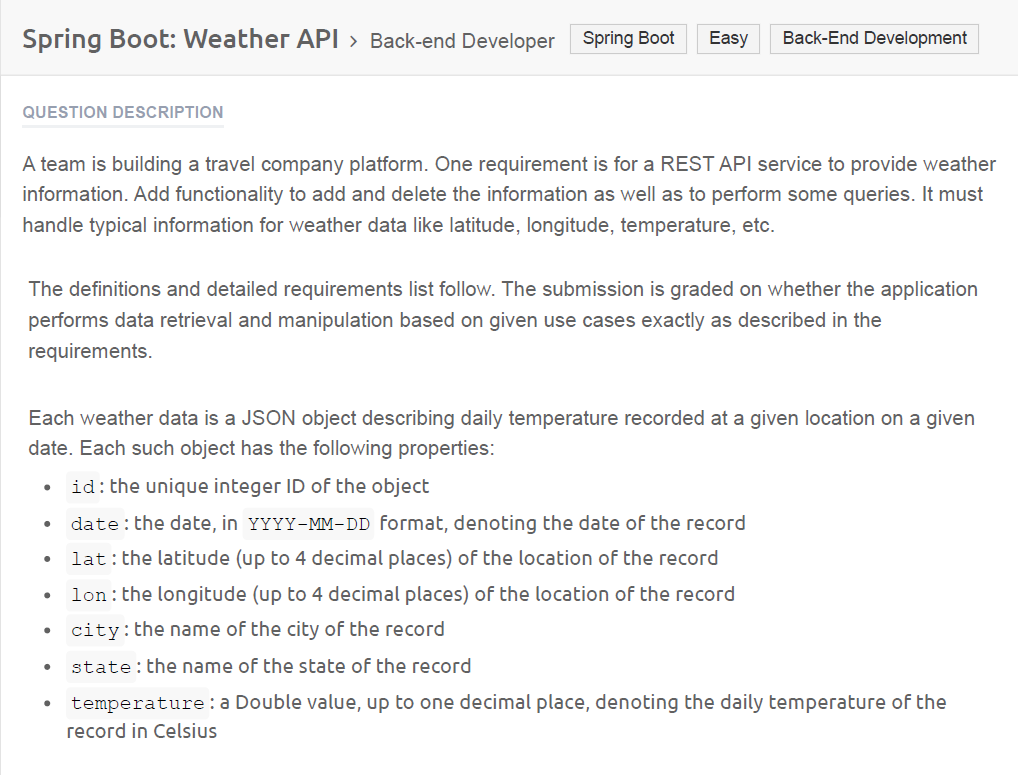 Spring Boot: Weather API › Back-end Developer Spring Boot Easy Back-End Development
QUESTION DESCRIPTION
A team is building a travel company platform. One requirement is for a REST API service to provide weather
information. Add functionality to add and delete the information as well as to perform some queries. It must
handle typical information for weather data like latitude, longitude, temperature, etc.
The definitions and detailed requirements list follow. The submission is graded on whether the application
performs data retrieval and manipulation based on given use cases exactly as described in the
requirements.
Each weather data is a JSON object describing daily temperature recorded at a given location on a given
date. Each such object has the following properties:
• id: the unique integer ID of the object
• date: the date, in YYYY-MM-DD format, denoting the date of the record
• lat: the latitude (up to 4 decimal places) of the location of the record
• lon: the longitude (up to 4 decimal places) of the location of the record
• city: the name of the city of the record
• state: the name of the state of the record
• temperature: a Double value, up to one decimal place, denoting the daily temperature of the
record in Celsius